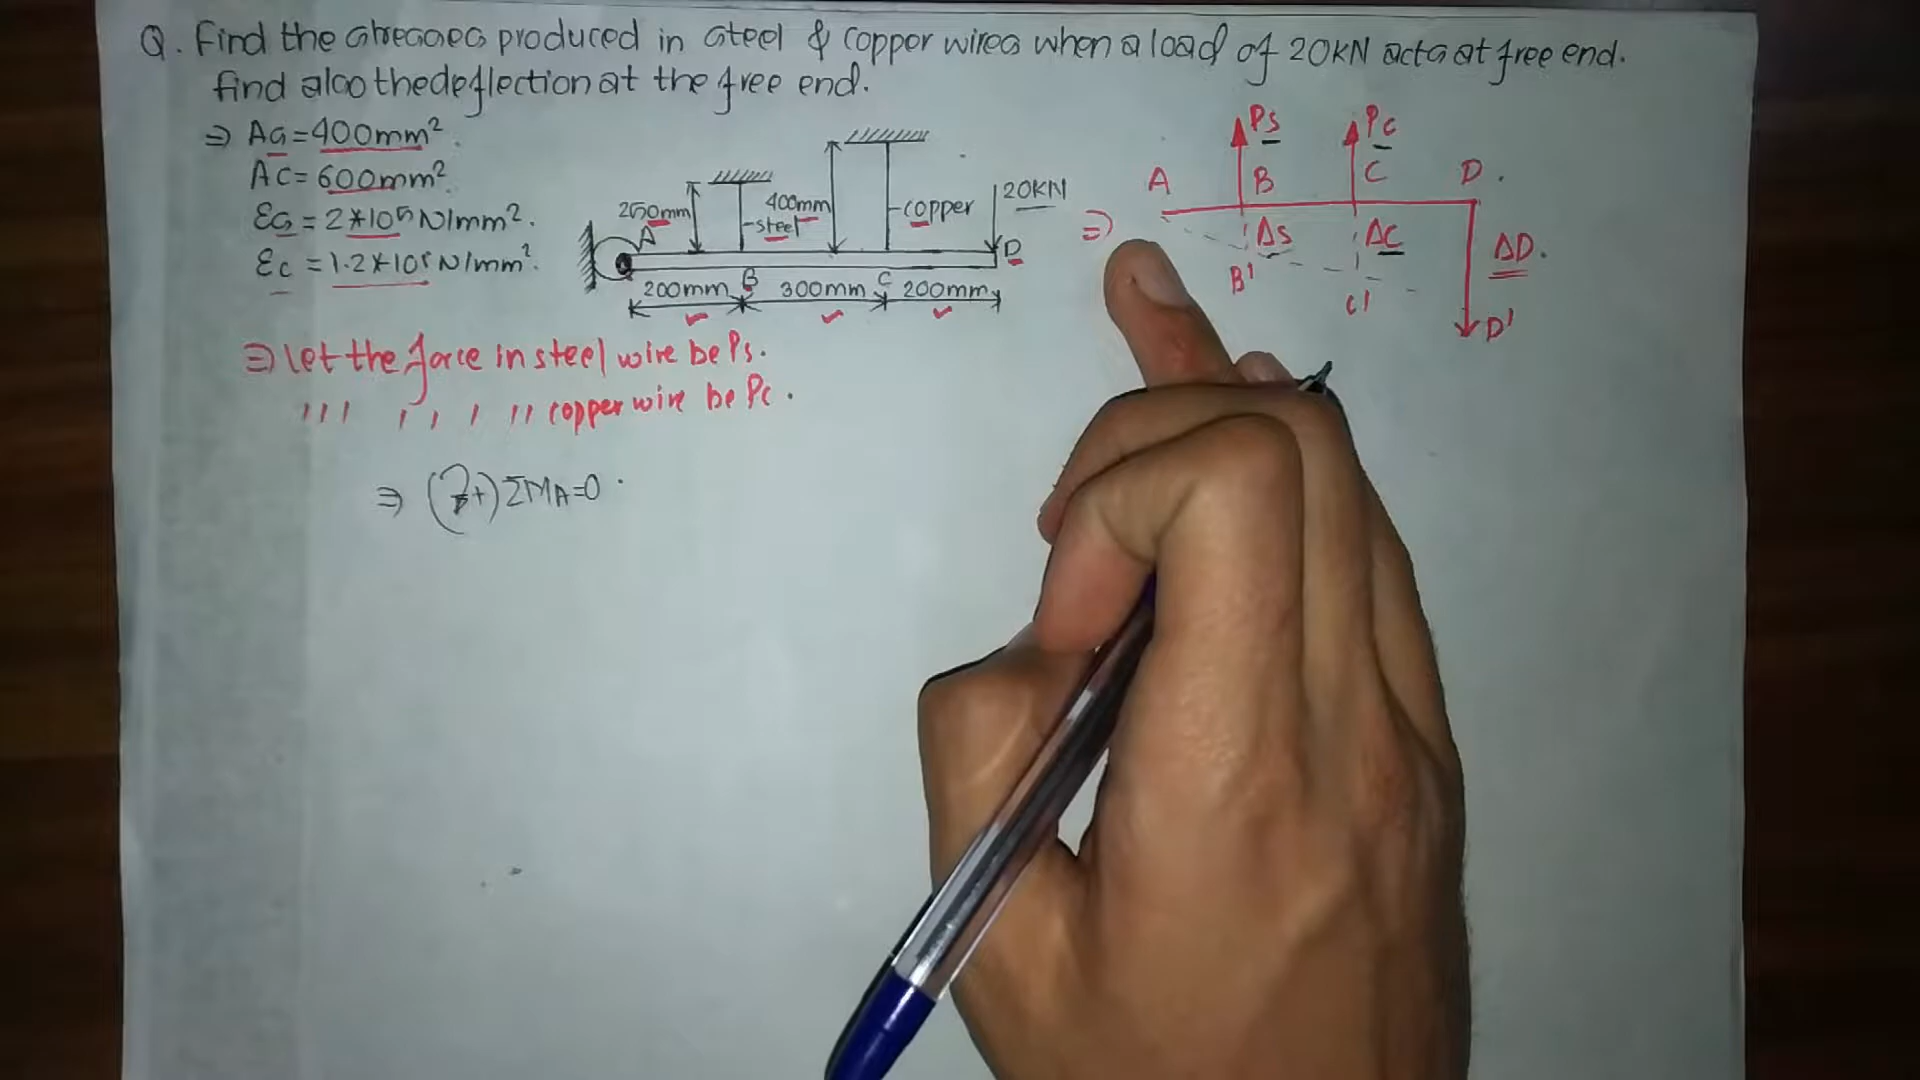 Q. Find the stresses produced in steel & copper wires when a load of 20KN acts at free end.
find also the deflection at the free end.
⇒ As=400mm².
Ac=600mm².
Es=2*10⁵N/mm².
Ec=1.2*10⁵N/mm².
250mm
steel
400mm
copper
20KN
A
B
C
D
200mm
300mm
200mm
⇒
Ps
Pc
A
B
C
D.
Δs
Δc
ΔD.
B'
C'
D'
⇒ Let the force in steel wire be Ps.
''' ' ' ' '' copper wire be Pc.
⇒ (+) ΣMA=0.